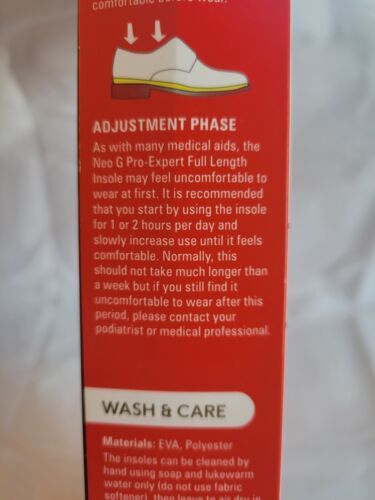 comfortable before wear.
ADJUSTMENT PHASE
As with many medical aids, the
Neo G Pro-Expert Full Length
Insole may feel uncomfortable to
wear at first. It is recommended
that you start by using the insole
for 1 or 2 hours per day and
slowly increase use until it feels
comfortable. Normally, this
should not take much longer than
a week but if you still find it
uncomfortable to wear after this
period, please contact your
podiatrist or medical professional.
WASH & CARE
Materials: EVA, Polyester
The insoles can be cleaned by
hand using soap and lukewarm
water only (do not use fabric
softener), then leave to air dry in